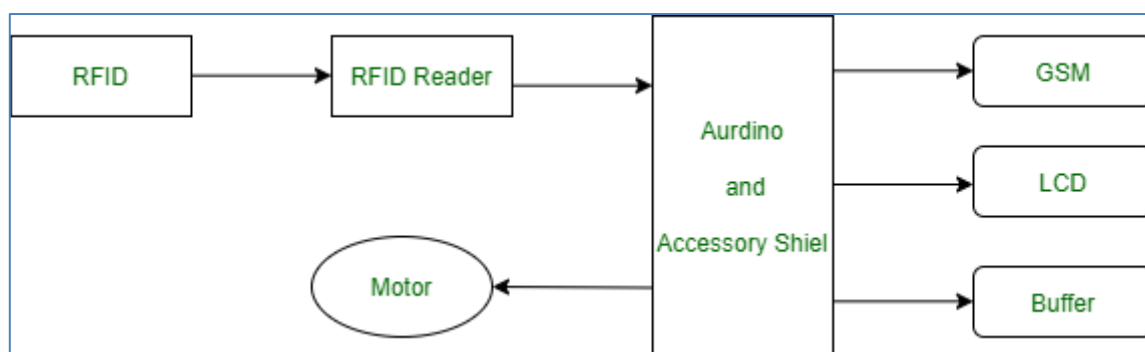 RFID
RFID Reader
Aurdino
and
Accessory Shiel
GSM
LCD
Motor
Buffer